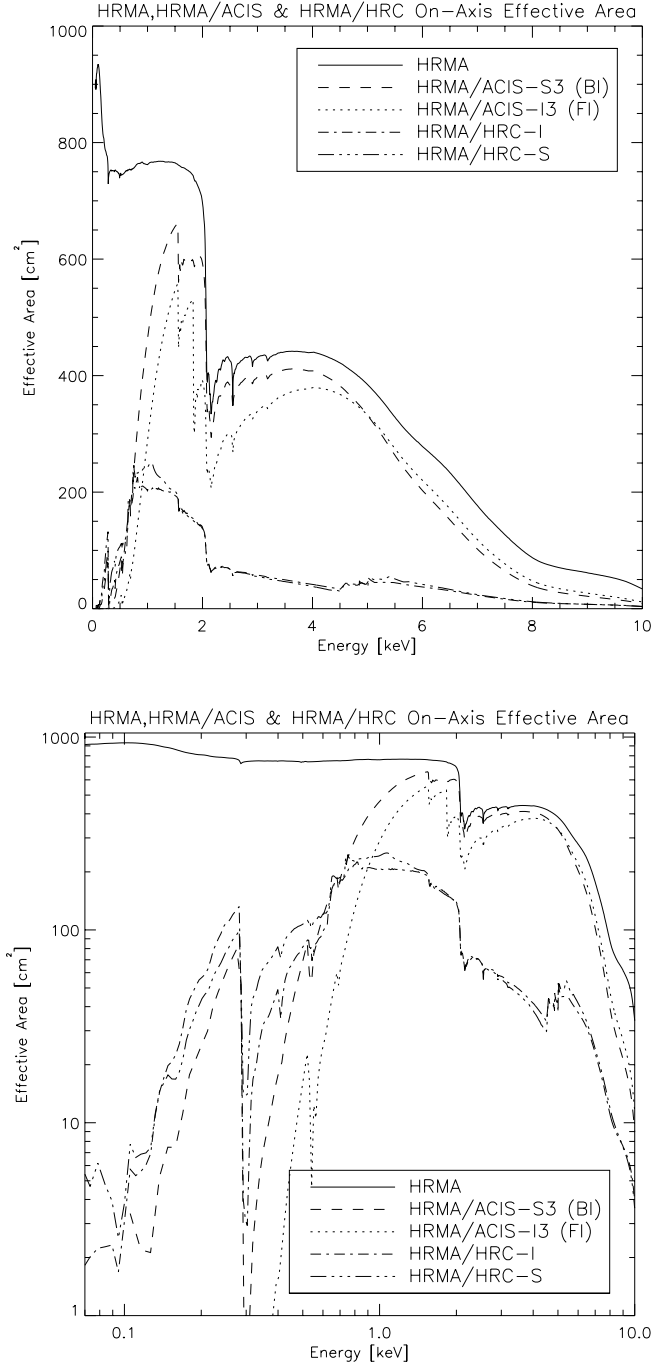 HRMA,HRMA/ACIS & HRMA/HRC On-Axis Effective Area
1000
800
600
400
200
0
Effective Area [cm²]
HRMA
HRMA/ACIS-S3 (BI)
HRMA/ACIS-I3 (FI)
HRMA/HRC-I
HRMA/HRC-S
0 2 4 6 8 10
Energy [keV]
HRMA,HRMA/ACIS & HRMA/HRC On-Axis Effective Area
1000
100
10
1
Effective Area [cm²]
HRMA
HRMA/ACIS-S3 (BI)
HRMA/ACIS-I3 (FI)
HRMA/HRC-I
HRMA/HRC-S
0.1 1.0 10.0
Energy [keV]